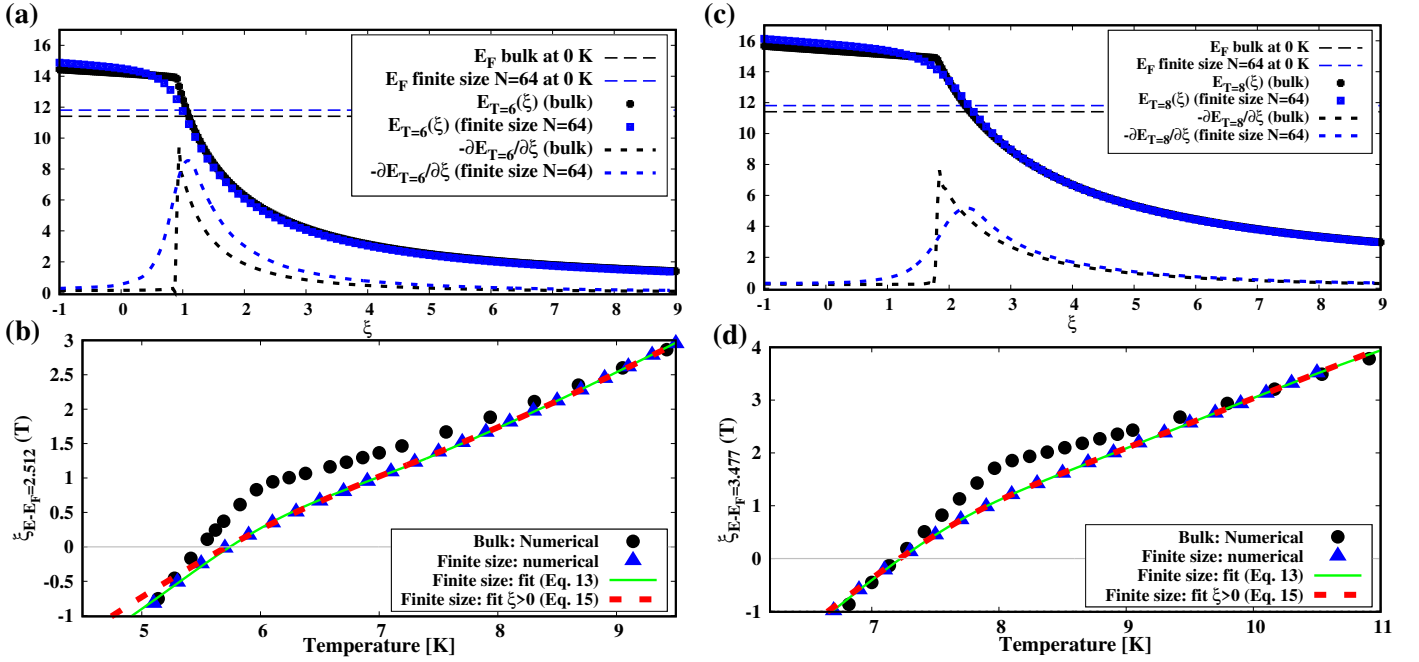 (a)
16
14
12
10
8
6
4
2
0
E_F bulk at 0 K
E_F finite size N=64 at 0 K
E_{T=6}(ξ) (bulk)
E_{T=6}(ξ) (finite size N=64)
-∂E_{T=6}/∂ξ (bulk)
-∂E_{T=6}/∂ξ (finite size N=64)
-1 0 1 2 3 4 5 6 7 8 9
ξ
(c)
16
14
12
10
8
6
4
2
0
E_F bulk at 0 K
E_F finite size N=64 at 0 K
E_{T=8}(ξ) (bulk)
E_{T=8}(ξ) (finite size N=64)
-∂E_{T=8}/∂ξ (bulk)
-∂E_{T=8}/∂ξ (finite size N=64)
-1 0 1 2 3 4 5 6 7 8 9
ξ
(b)
ξ_{E-E_F=2.512} (T)
3
2.5
2
1.5
1
0.5
0
-0.5
-1
Bulk: Numerical
Finite size: numerical
Finite size: fit (Eq. 13)
Finite size: fit ξ>0 (Eq. 15)
5 6 7 8 9
Temperature [K]
(d)
ξ_{E-E_F=3.477} (T)
4
3
2
1
0
-1
Bulk: Numerical
Finite size: numerical
Finite size: fit (Eq. 13)
Finite size: fit ξ>0 (Eq. 15)
7 8 9 10 11
Temperature [K]